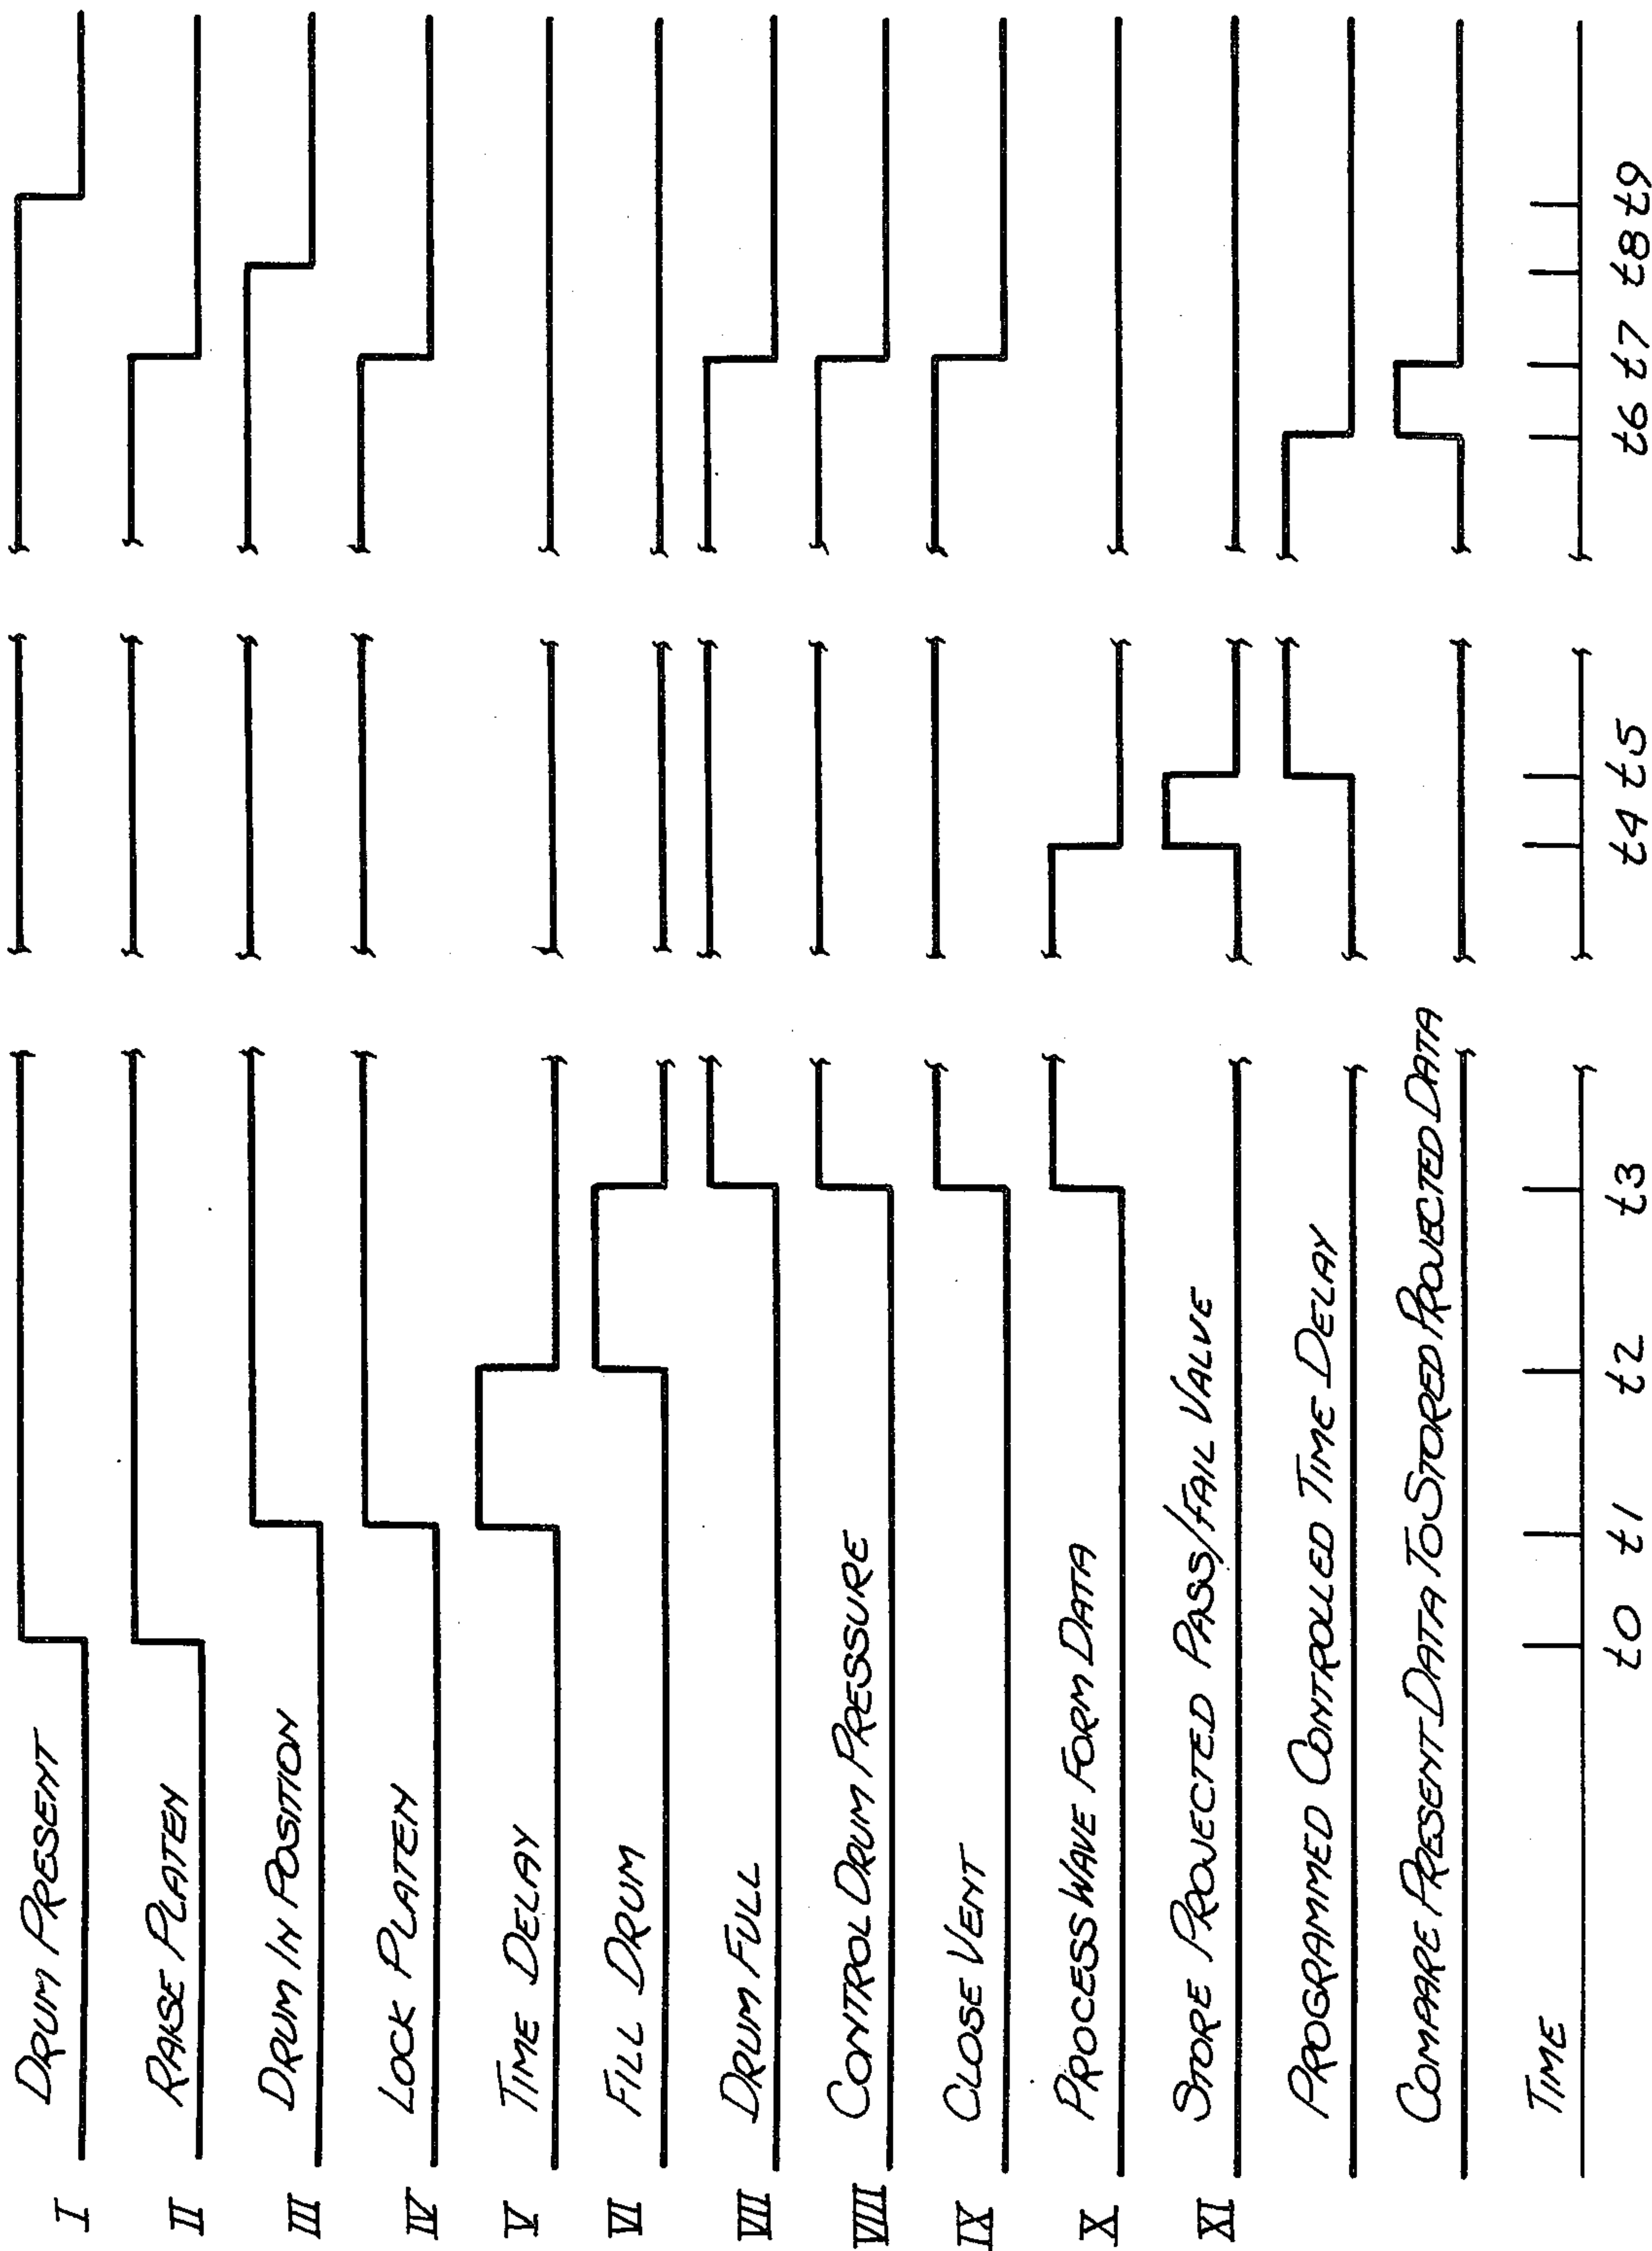 I DRUM PRESENT
II RAISE PLATEN
III DRUM IN POSITION
IV LOCK PLATEN
V TIME DELAY
VI FILL DRUM
VII DRUM FULL
VIII CONTROL DRUM PRESSURE
IX CLOSE VENT
X PROCESS WAVE FORM DATA
XI STORE PROJECTED PASS/FAIL VALVE
PROGRAMMED CONTROLLED TIME DELAY
COMPARE PRESENT DATA TO STORED PROJECTED DATA
TIME
t0 t1 t2 t3 t4 t5 t6 t7 t8 t9